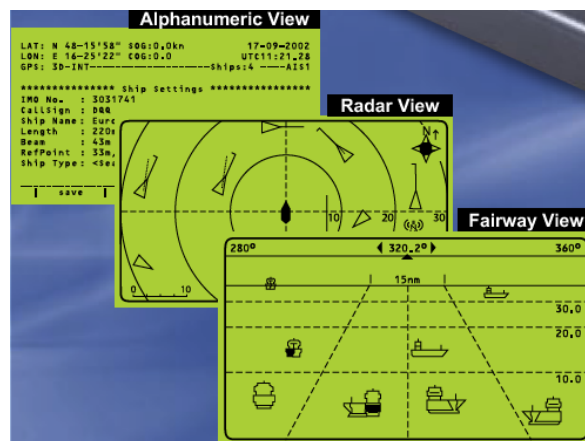 Alphanumeric View
LAT: N 48-15'58" SOG:0.0kn 17-09-2002
LON: E 16-25'22" COG:0.0 UTC11:21.28
GPS: 3D-INT---Ships:4 ----AIS1
*************** Ship Settings ****************
IMO No. : 3031741
CallSign : DQQ
Ship Name: Euro
Length : 220m
Beam : 43m
RefPoint : 33m,
Ship Type: <Sea
save
Radar View
N
10 20 30
0 10
Fairway View
280° 320.2° 360°
15nm
30.0
20.0
10.0